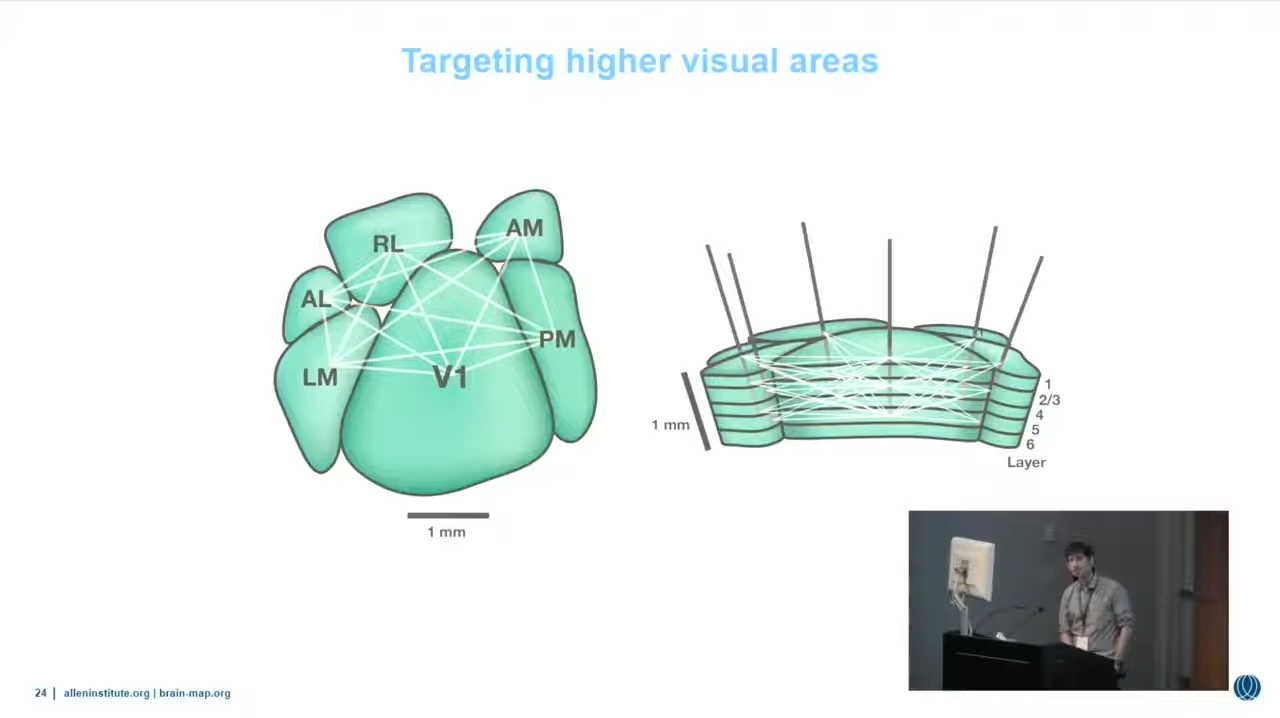 Targeting higher visual areas
RL
AM
AL
PM
LM
V1
1 mm
1 mm
1
2/3
4
5
6
Layer
24 | alleninstitute.org | brain-map.org